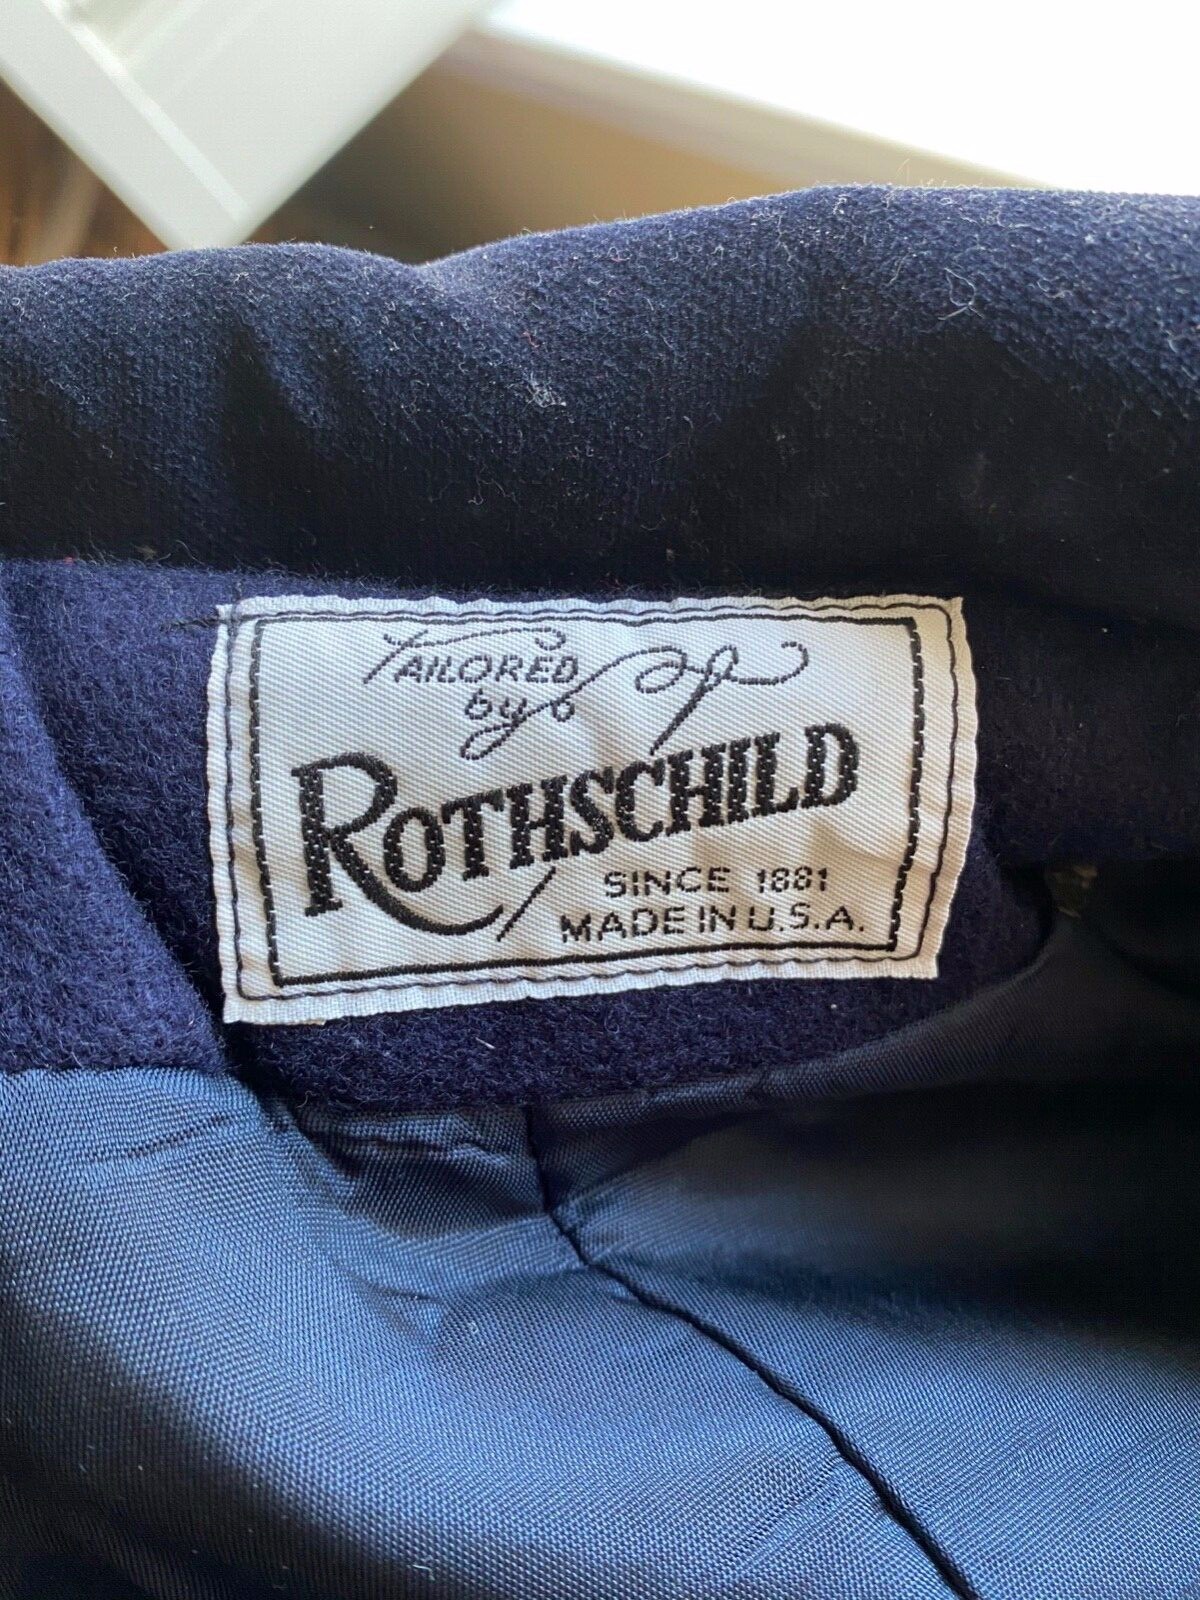 TAILORED
by
ROTHSCHILD
SINCE 1881
MADE IN U.S.A.